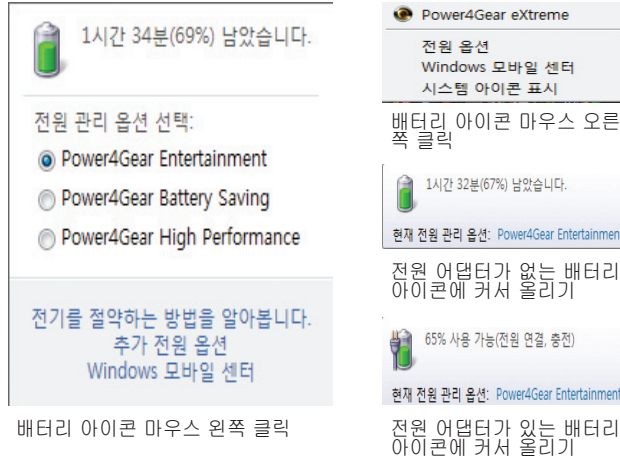 1시간 34분(69%) 남았습니다.
전원 관리 옵션 선택:
Power4Gear Entertainment
Power4Gear Battery Saving
Power4Gear High Performance
전기를 절약하는 방법을 알아봅니다.
추가 전원 옵션
Windows 모바일 센터
배터리 아이콘 마우스 왼쪽 클릭
Power4Gear eXtreme
전원 옵션
Windows 모바일 센터
시스템 아이콘 표시
배터리 아이콘 마우스 오른
쪽 클릭
1시간 32분(67%) 남았습니다.
현재 전원 관리 옵션: Power4Gear Entertainmen
전원 어댑터가 없는 배터리
아이콘에 커서 올리기
65% 사용 가능(전원 연결, 충전)
현재 전원 관리 옵션: Power4Gear Entertainment
전원 어댑터가 있는 배터리
아이콘에 커서 올리기